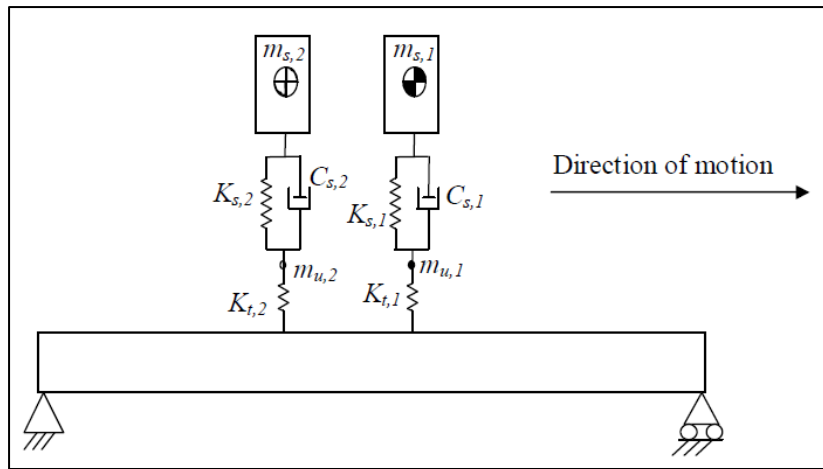 m_{s,2} m_{s,1}
Direction of motion
K_{s,2} C_{s,2} K_{s,1} C_{s,1}
m_{u,2} m_{u,1}
K_{t,2} K_{t,1}